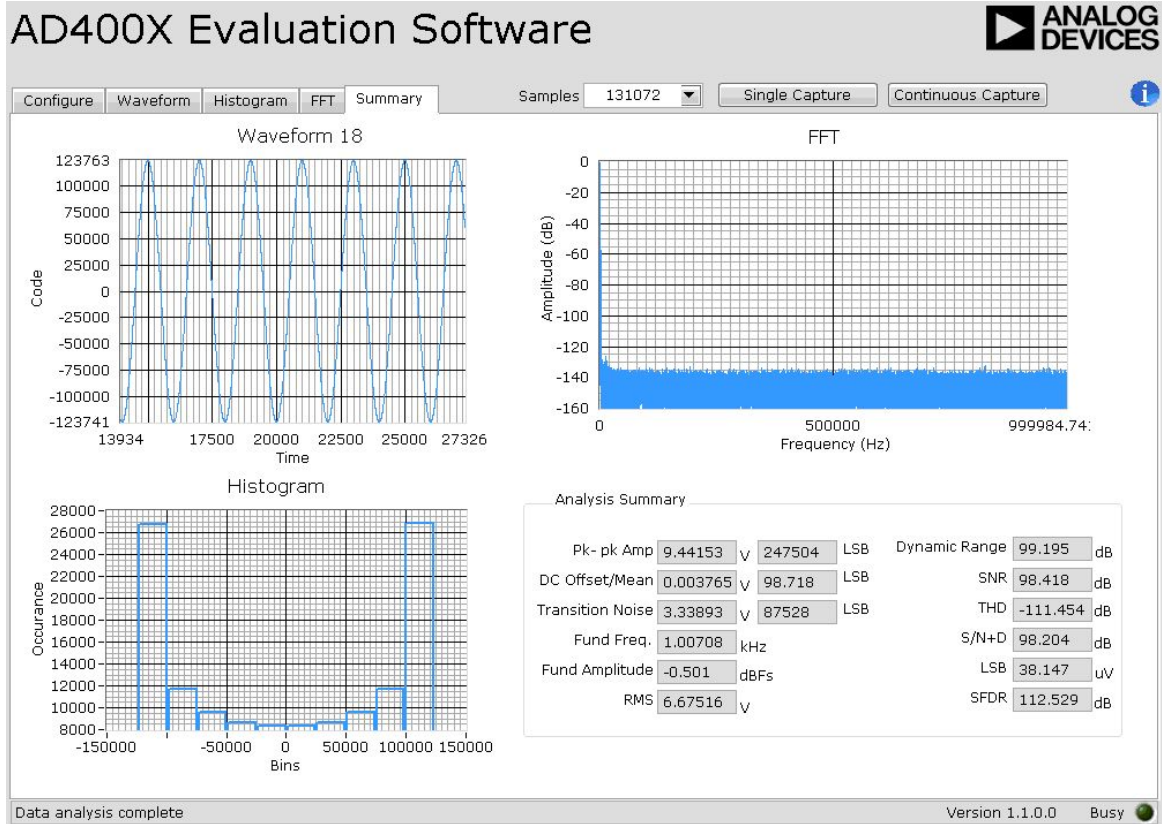 AD400X Evaluation Software
ANALOG
DEVICES
Configure Waveform Histogram FFT Summary Samples 131072 Single Capture Continuous Capture i
Waveform 18
123763
100000
75000
50000
25000
0
-25000
-50000
-75000
-100000
-123741
Code
13934 17500 20000 22500 25000 27326
Time
FFT
0
-20
-40
-60
-80
-100
-120
-140
-160
Amplitude (dB)
0 500000 999984.74
Frequency (Hz)
Histogram
28000
26000
24000
22000
20000
18000
16000
14000
12000
10000
8000
Occurance
-150000 -50000 0 50000 100000 150000
Bins
Analysis Summary
Pk- pk Amp 9.44153 V 247504 LSB
DC Offset/Mean 0.003765 V 98.718 LSB
Transition Noise 3.33893 V 87528 LSB
Fund Freq. 1.00708 kHz
Fund Amplitude -0.501 dBFs
RMS 6.67516 V
Dynamic Range 99.195 dB
SNR 98.418 dB
THD -111.454 dB
S/N+D 98.204 dB
LSB 38.147 uV
SFDR 112.529 dB
Data analysis complete Version 1.1.0.0 Busy